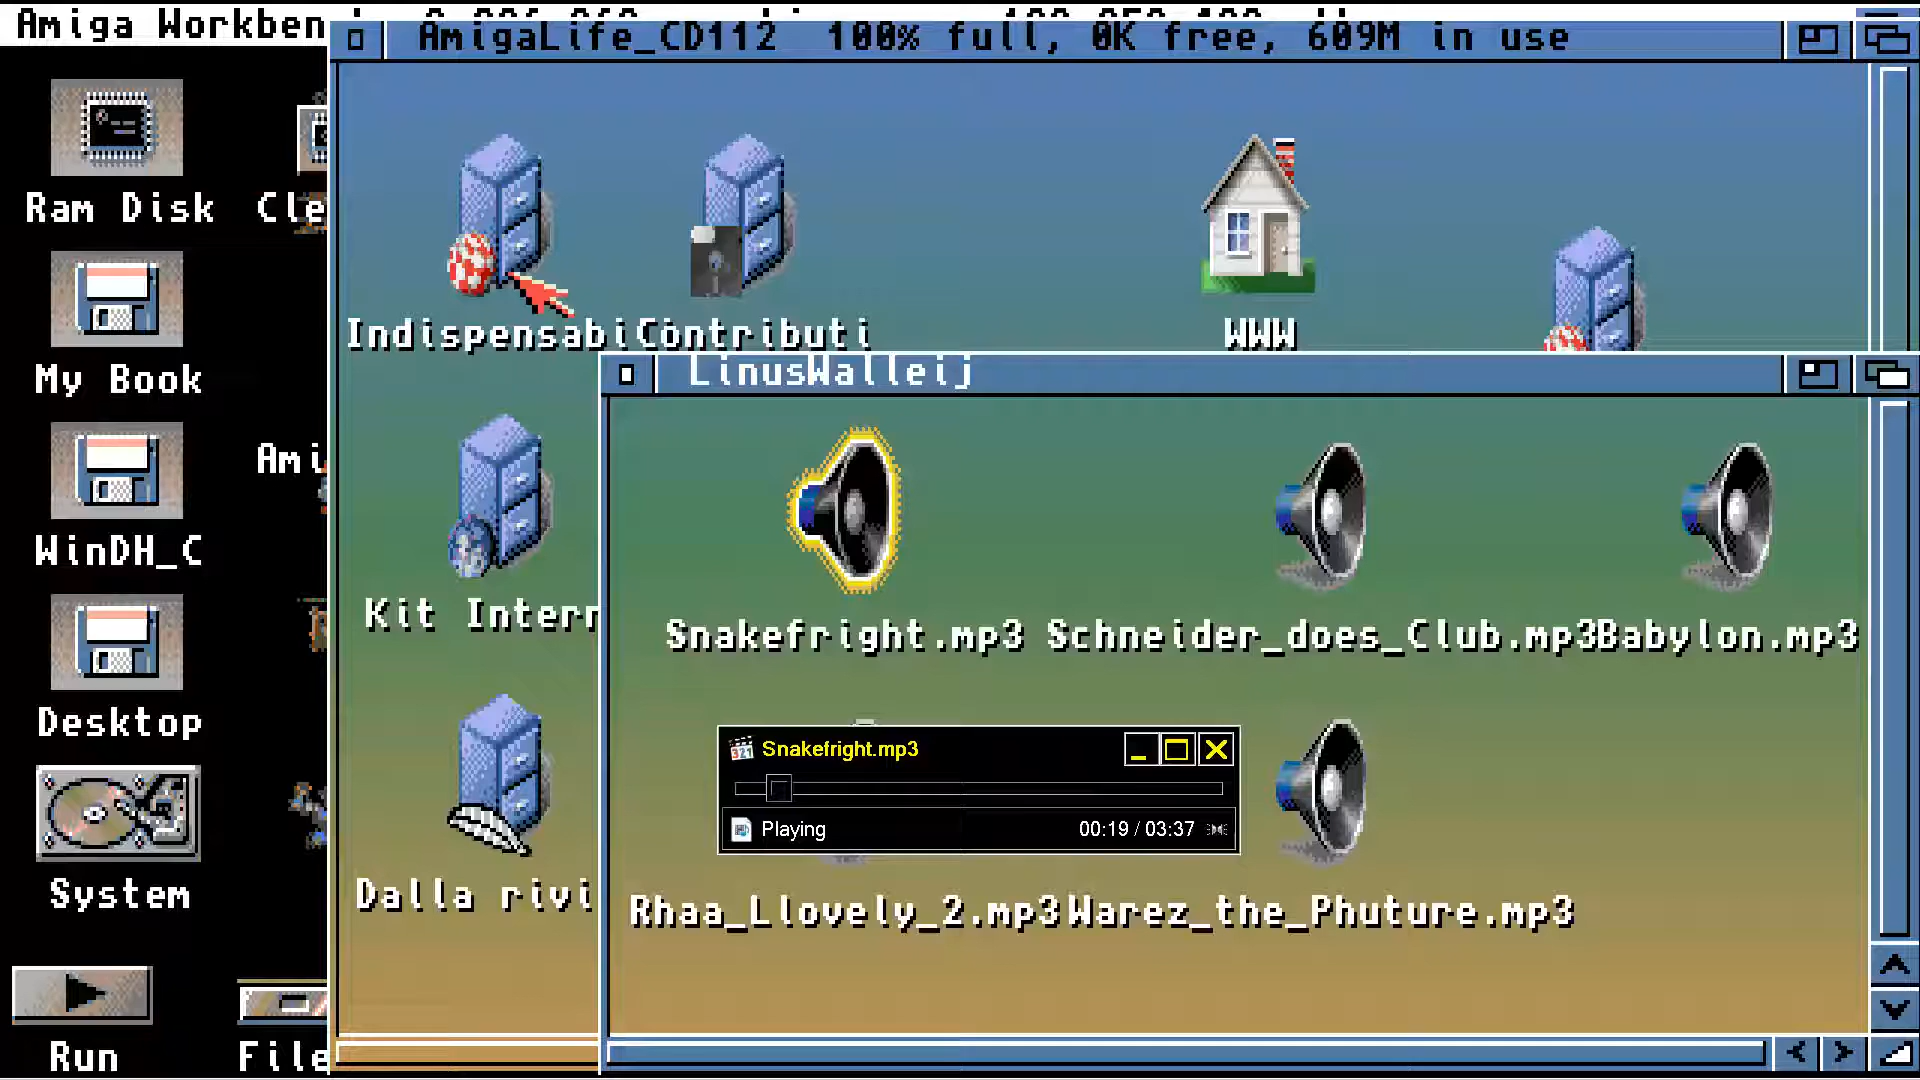 Amiga Workben
AmigaLife_CD112 100% full, 0K free, 609M in use
Ram Disk
Cle
My Book
Ami
WinDH_C
Desktop
System
Run
File
Indispensabi
Contributi
WWW
Kit Intern
Dalla rivi
LinusWalleij
Snakefright.mp3
Schneider_does_Club.mp3
Babylon.mp3
Snakefright.mp3
Playing
00:19 / 03:37
Rhaa_Llovely_2.mp3
Warez_the_Phuture.mp3